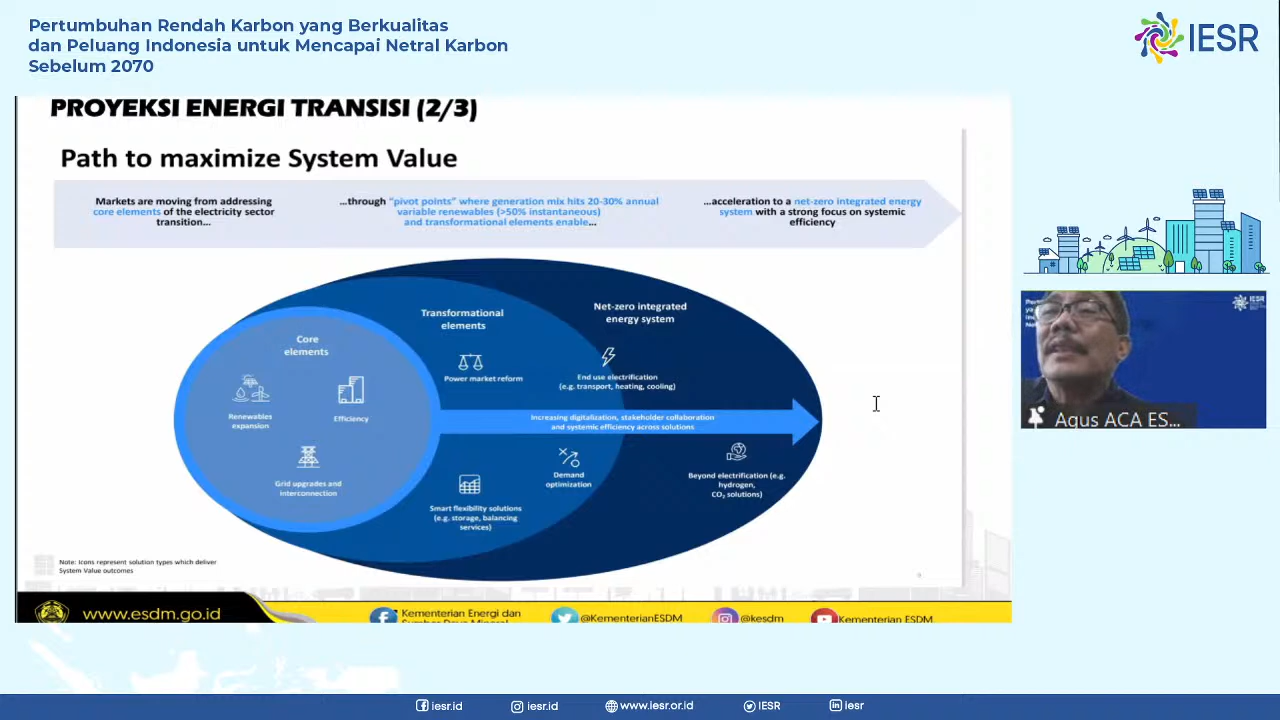 Pertumbuhan Rendah Karbon yang Berkualitas
dan Peluang Indonesia untuk Mencapai Netral Karbon
Sebelum 2070
IESR
PROYEKSI ENERGI TRANSISI (2/3)
Path to maximize System Value
Markets are moving from addressing
core elements of the electricity sector
transition...
...through "pivot points" where generation mix hits 20-30% annual
variable renewables (>50% instantaneous)
and transformational elements enable...
...acceleration to a net-zero integrated energy
system with a strong focus on systemic
efficiency
Core
elements
Renewables
expansion
Efficiency
Grid upgrades and
interconnection
Transformational
elements
Power market reform
Net-zero integrated
energy system
End use electrification
(e.g. transport, heating, cooling)
Increasing digitalization, stakeholder collaboration
and systemic efficiency across solutions
Smart flexibility solutions
(e.g. storage, balancing
services)
Demand
optimization
Beyond electrification (e.g.
hydrogen,
CO₂ solutions)
Note: Icons represent solution types which deliver
System Value outcomes
9
www.esdm.go.id
Kementerian Energi dan
Sumber Daya Mineral
@KementerianESDM
@kesdm
Kementerian ESDM
IESR
Agus ACA ES...
iesr.id
iesr.id
www.iesr.or.id
IESR
iesr